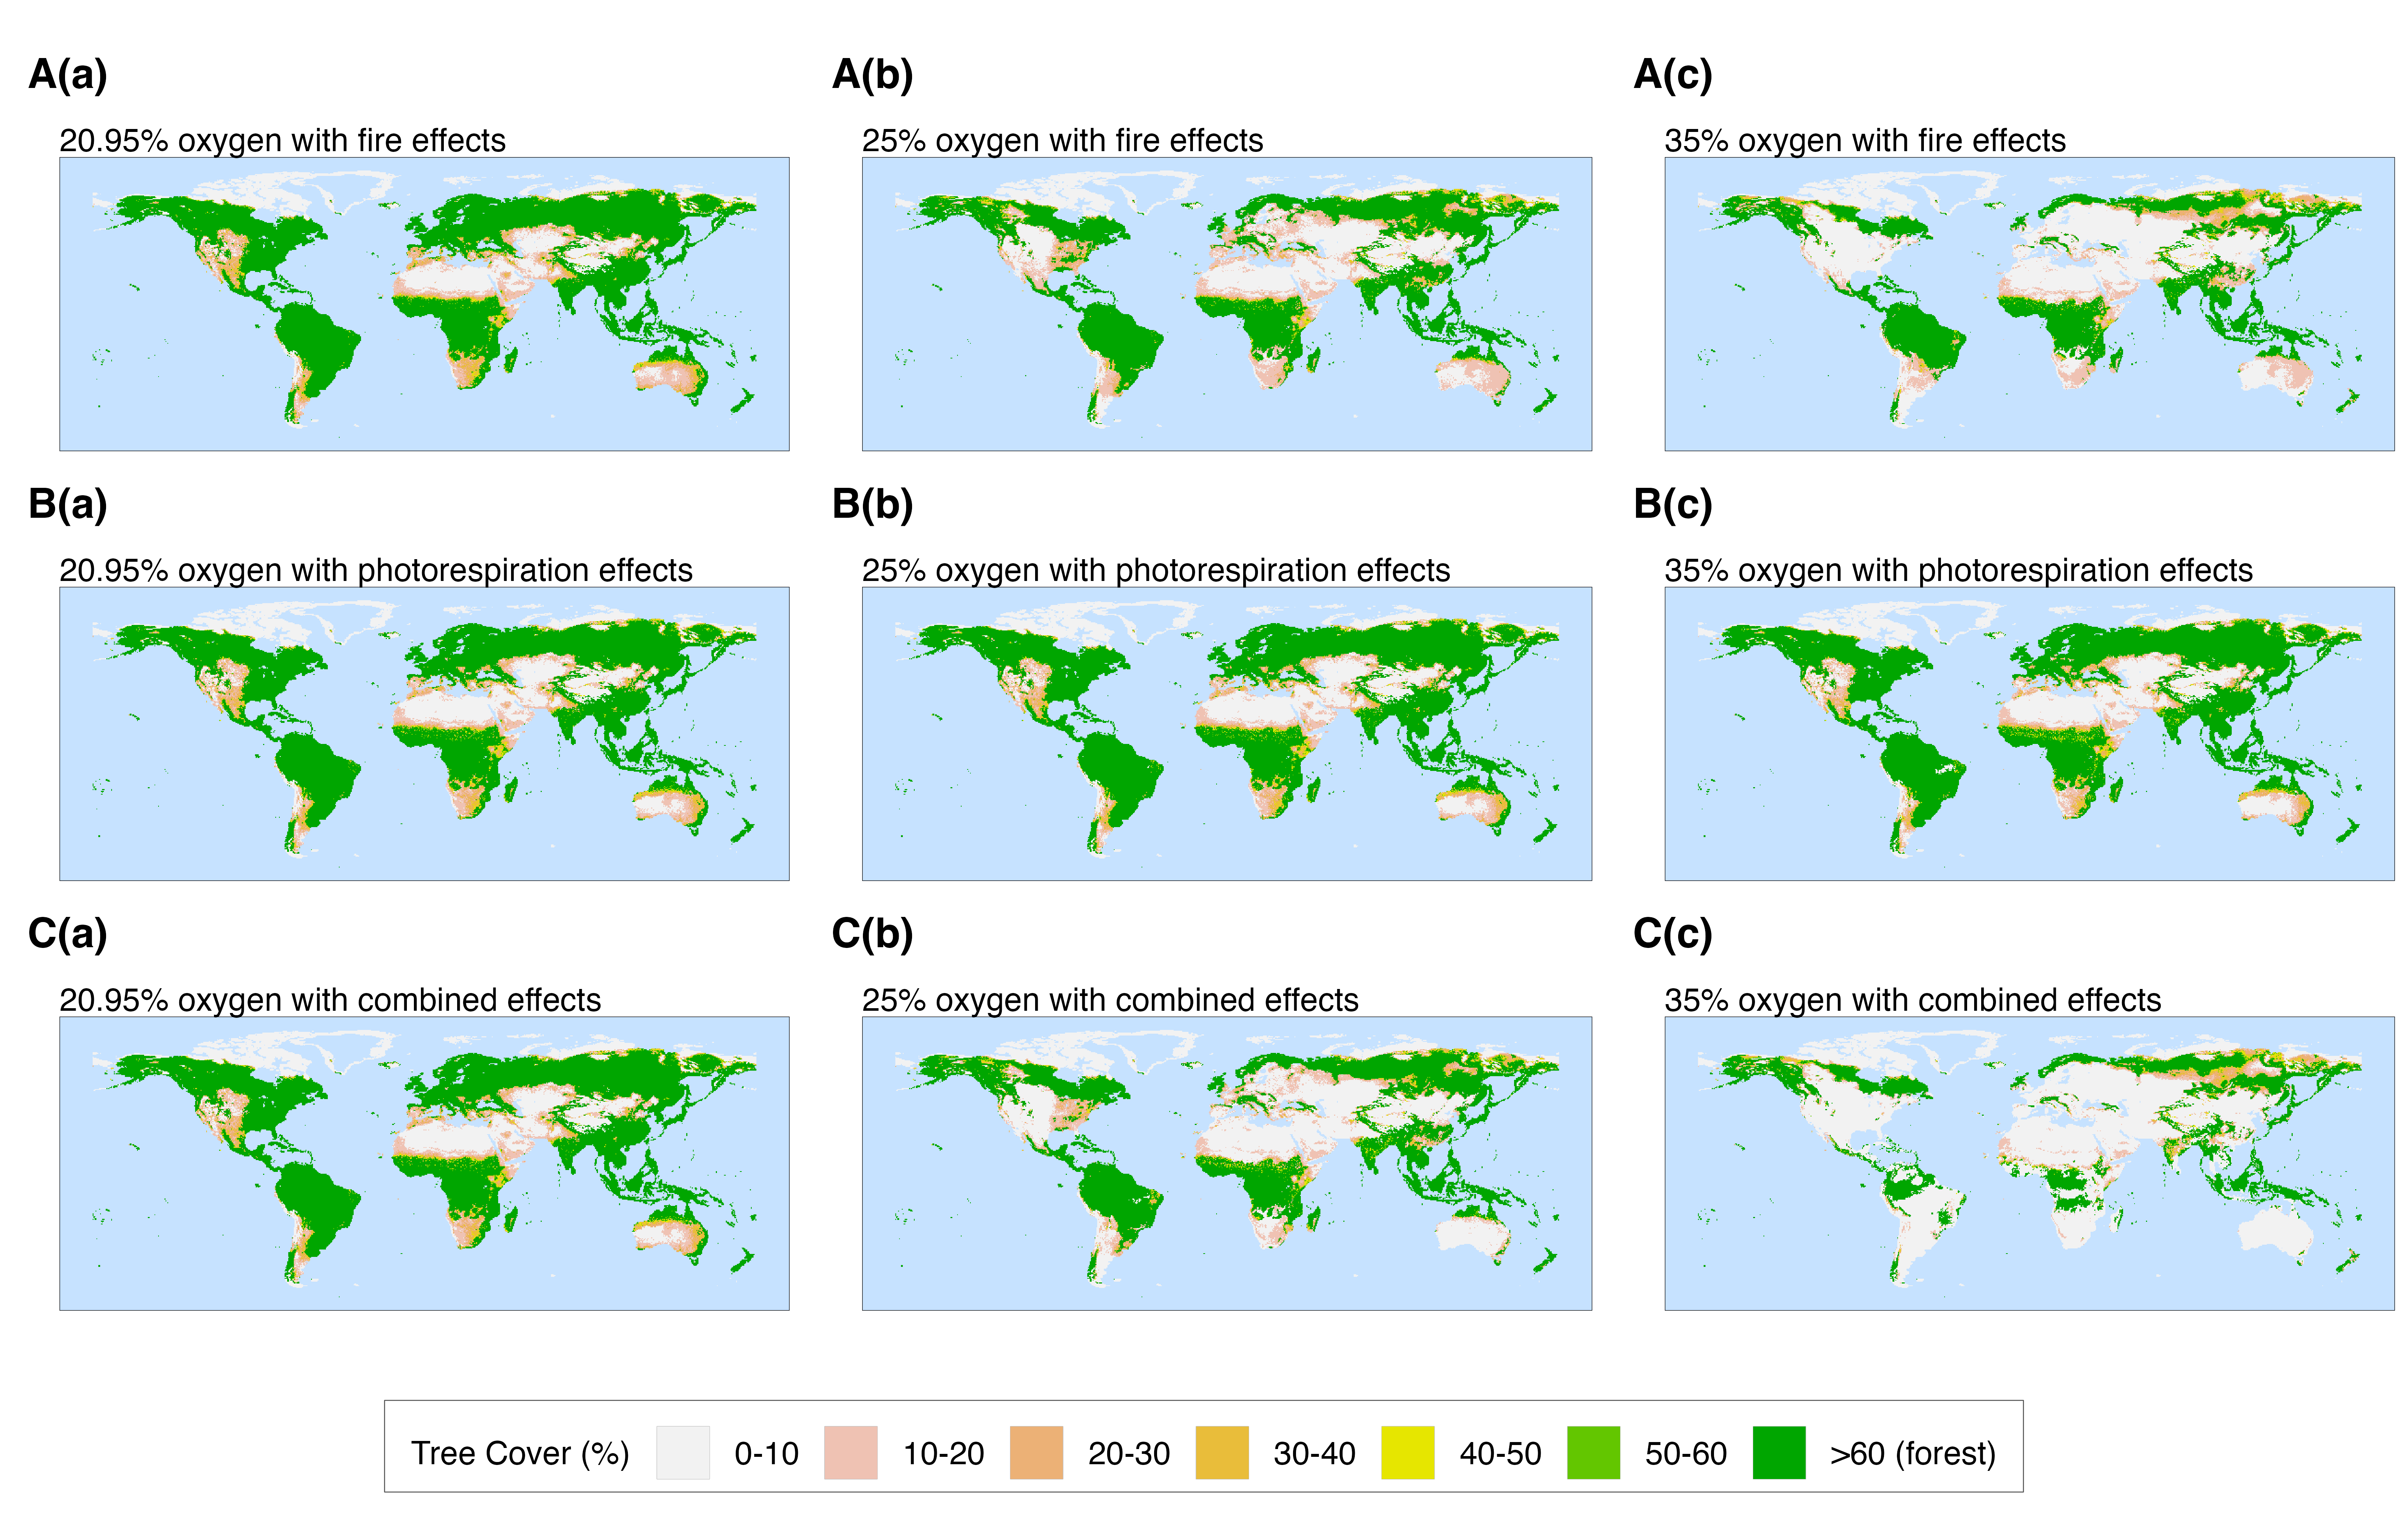 A(a)
A(b)
A(c)
20.95% oxygen with fire effects
25% oxygen with fire effects
35% oxygen with fire effects
B(a)
B(b)
B(c)
20.95% oxygen with photorespiration effects
25% oxygen with photorespiration effects
35% oxygen with photorespiration effects
C(a)
C(b)
C(c)
20.95% oxygen with combined effects
25% oxygen with combined effects
35% oxygen with combined effects
Tree Cover (%) 0-10 10-20 20-30 30-40 40-50 50-60 >60 (forest)